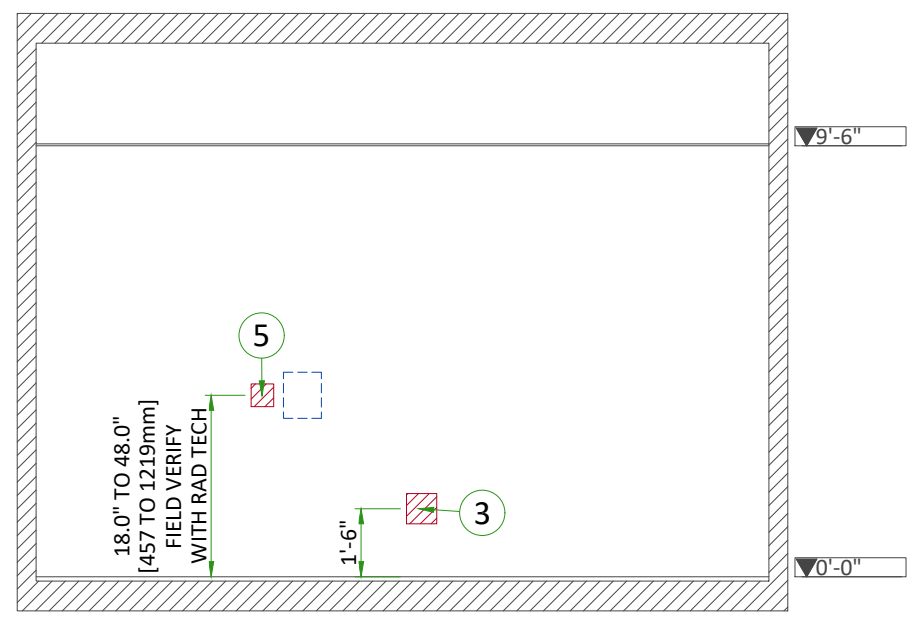 9'-6"
5
18.0" TO 48.0"
[457 TO 1219mm]
FIELD VERIFY
WITH RAD TECH
3
1'-6"
0'-0"